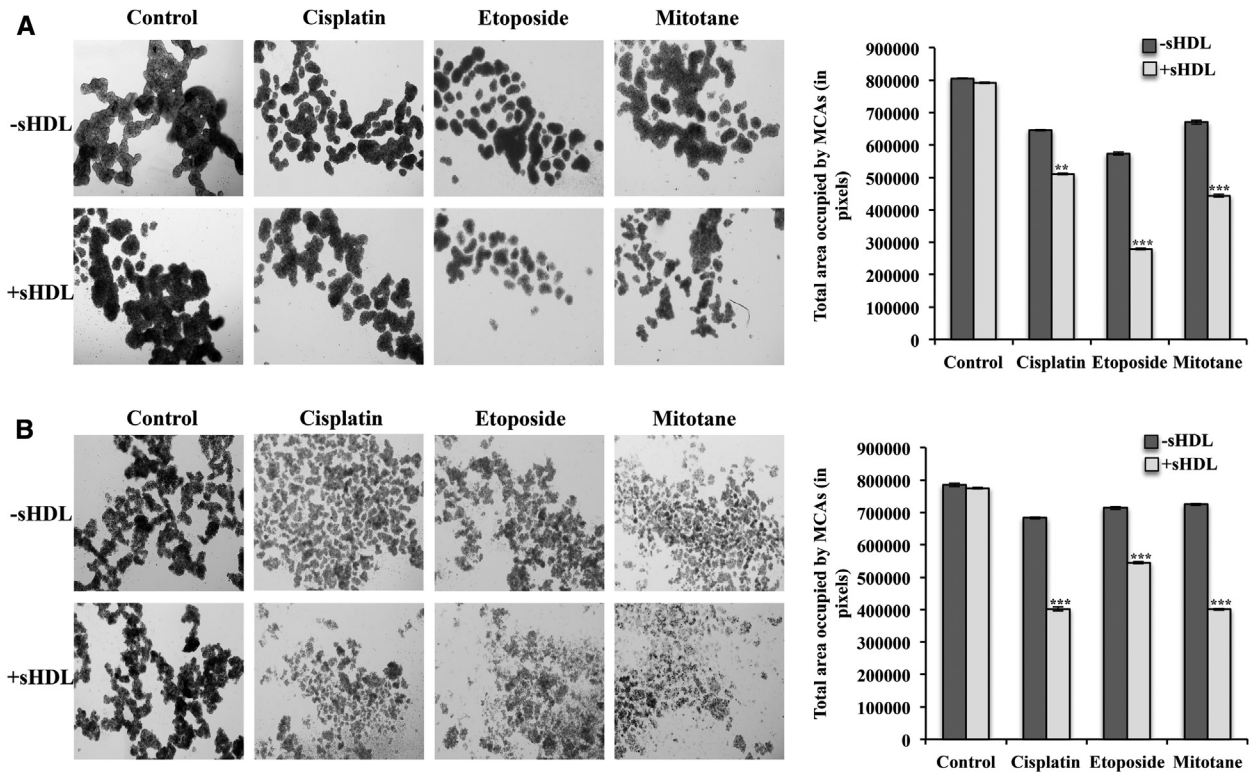 A
Control Cisplatin Etoposide Mitotane
-sHDL
+sHDL
Total area occupied by MCAs (in
pixels)
900000
800000
700000
600000
500000
400000
300000
200000
100000
0
-sHDL
+sHDL
**
***
***
Control Cisplatin Etoposide Mitotane
B
Control Cisplatin Etoposide Mitotane
-sHDL
+sHDL
Total area occupied by MCAs (in
pixels)
900000
800000
700000
600000
500000
400000
300000
200000
100000
0
-sHDL
+sHDL
***
***
***
Control Cisplatin Etoposide Mitotane